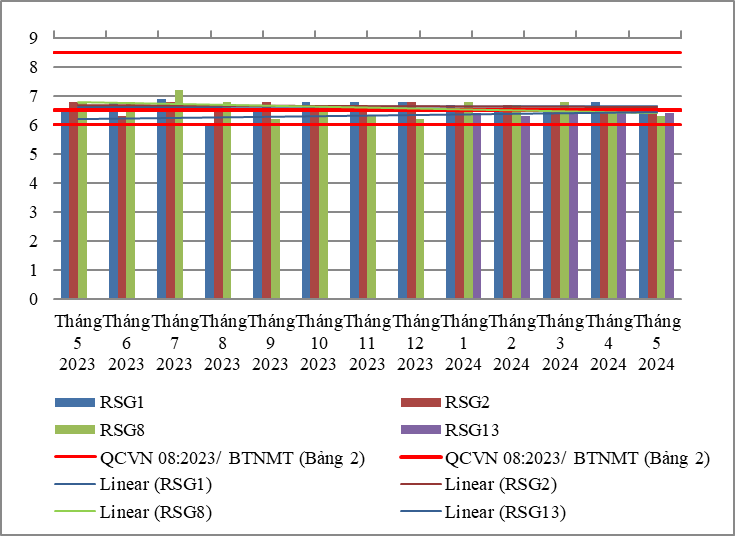 9
8
7
6
5
4
3
2
1
0
Tháng Tháng Tháng Tháng Tháng Tháng Tháng Tháng Tháng Tháng Tháng Tháng Tháng
5 6 7 8 9 10 11 12 1 2 3 4 5
2023 2023 2023 2023 2023 2023 2023 2023 2024 2024 2024 2024 2024
RSG1 RSG2
RSG8 RSG13
QCVN 08:2023/ BTNMT (Bảng 2) QCVN 08:2023/ BTNMT (Bảng 2)
Linear (RSG1) Linear (RSG2)
Linear (RSG8) Linear (RSG13)